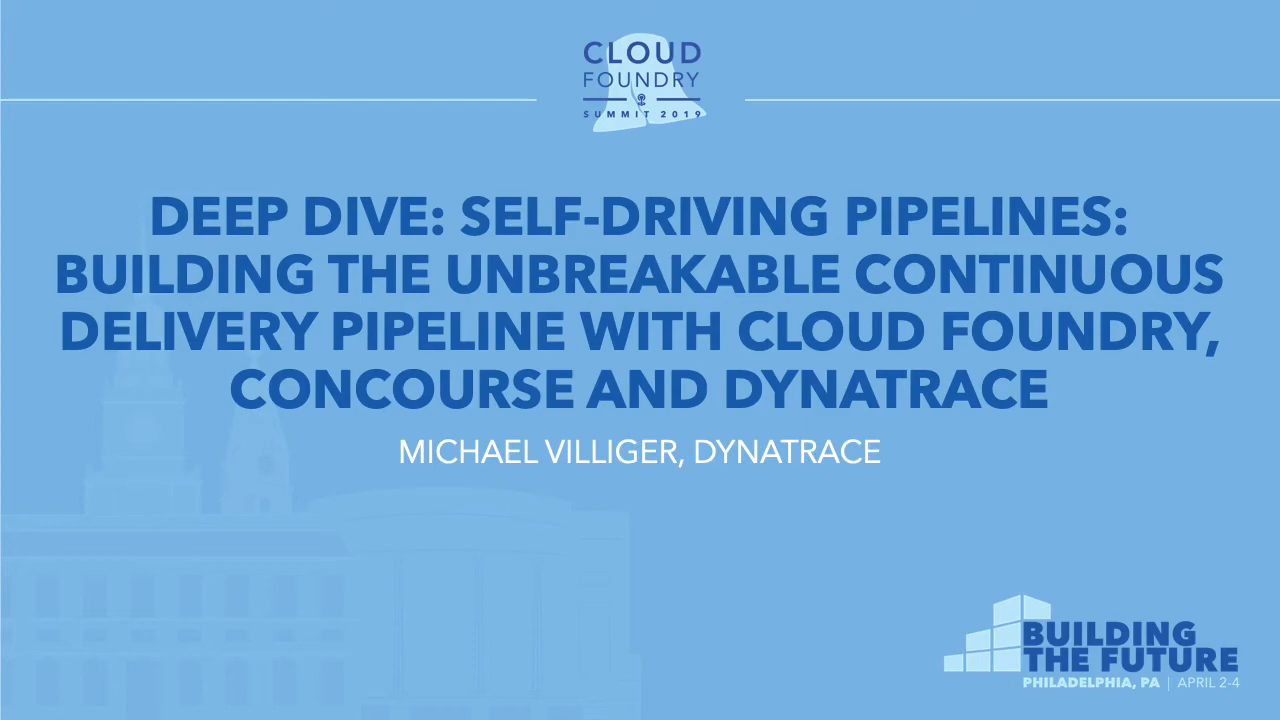 CLOUD
FOUNDRY
SUMMIT 2019
DEEP DIVE: SELF-DRIVING PIPELINES:
BUILDING THE UNBREAKABLE CONTINUOUS
DELIVERY PIPELINE WITH CLOUD FOUNDRY,
CONCOURSE AND DYNATRACE
MICHAEL VILLIGER, DYNATRACE
BUILDING
THE FUTURE
PHILADELPHIA, PA | APRIL 2-4